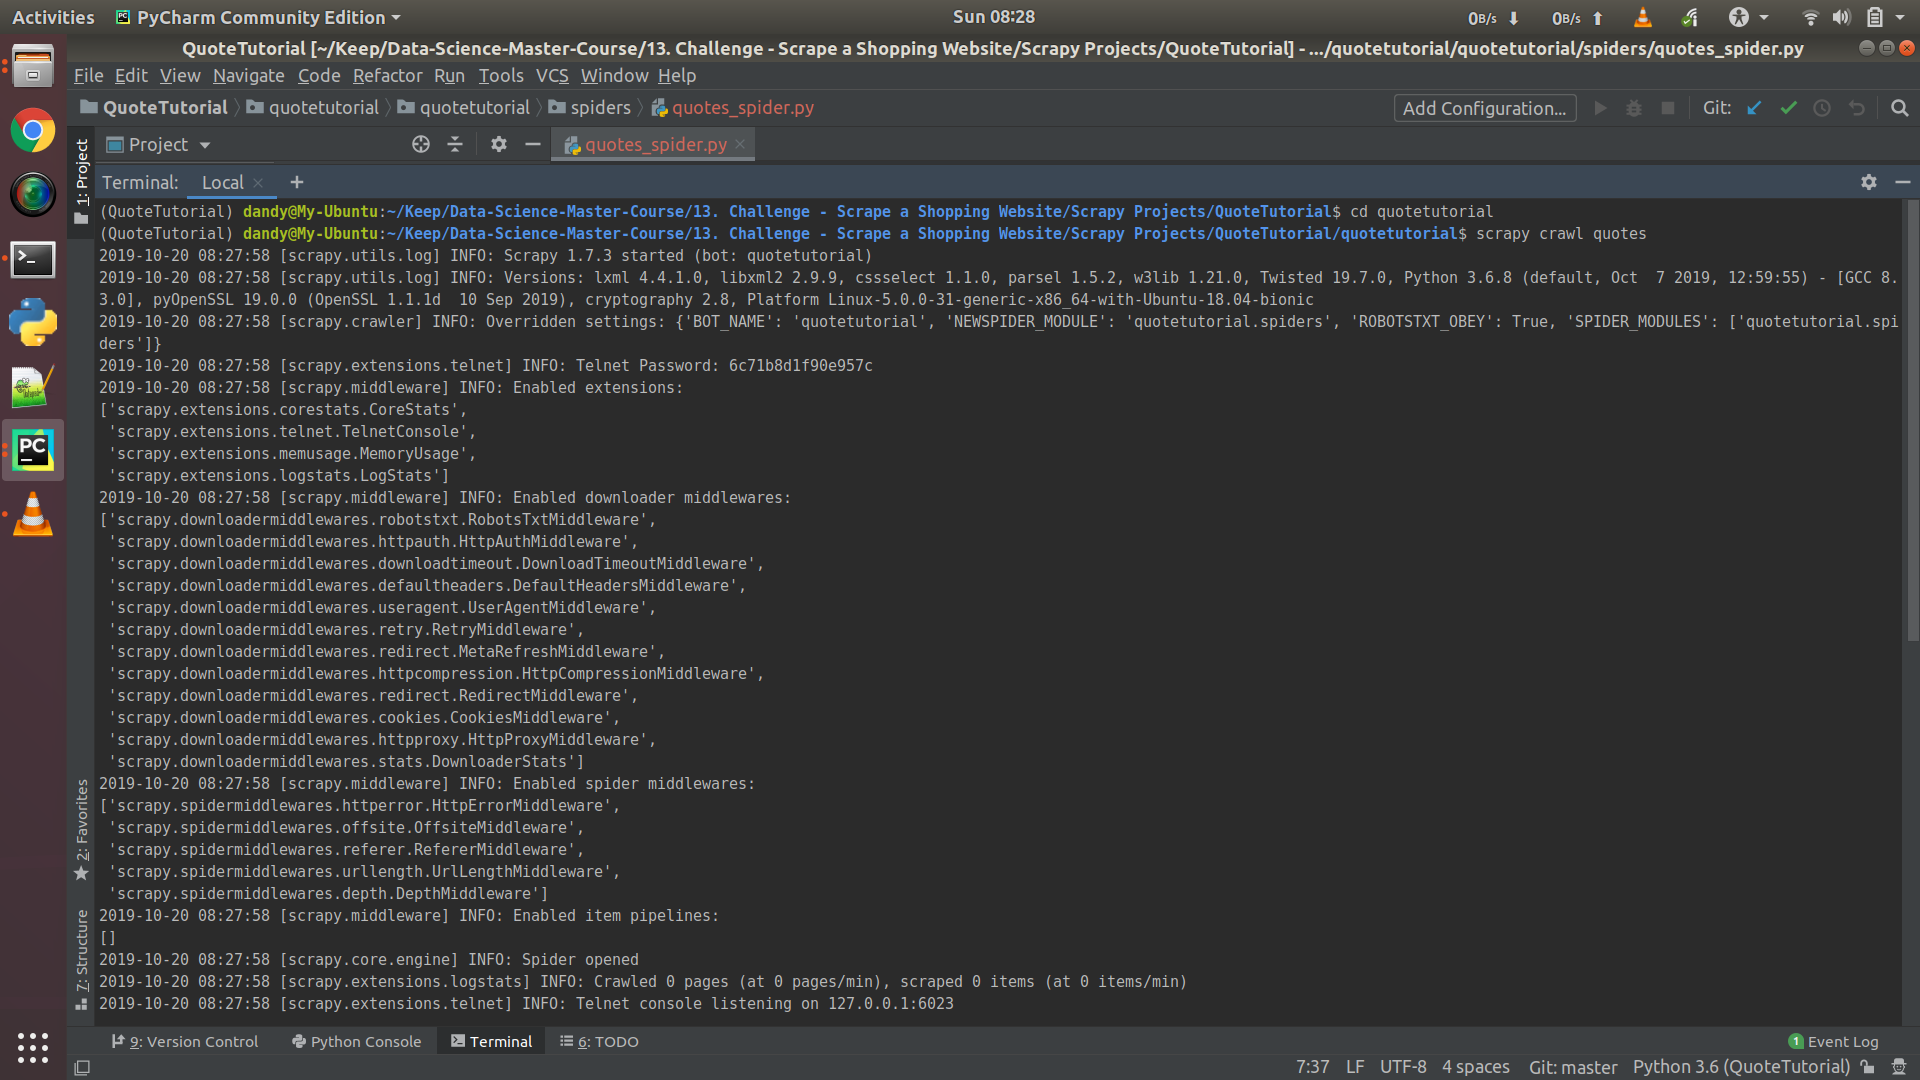 Activities PyCharm Community Edition Sun 08:28 0B/s 0B/s
QuoteTutorial [~/Keep/Data-Science-Master-Course/13. Challenge - Scrape a Shopping Website/Scrapy Projects/QuoteTutorial] - .../quotetutorial/quotetutorial/spiders/quotes_spider.py
File Edit View Navigate Code Refactor Run Tools VCS Window Help
QuoteTutorial quotetutorial quotetutorial spiders quotes_spider.py Add Configuration... Git:
1: Project
Project quotes_spider.py
Terminal: Local
(QuoteTutorial) dandy@My-Ubuntu:~/Keep/Data-Science-Master-Course/13. Challenge - Scrape a Shopping Website/Scrapy Projects/QuoteTutorial$ cd quotetutorial
(QuoteTutorial) dandy@My-Ubuntu:~/Keep/Data-Science-Master-Course/13. Challenge - Scrape a Shopping Website/Scrapy Projects/QuoteTutorial/quotetutorial$ scrapy crawl quotes
2019-10-20 08:27:58 [scrapy.utils.log] INFO: Scrapy 1.7.3 started (bot: quotetutorial)
2019-10-20 08:27:58 [scrapy.utils.log] INFO: Versions: lxml 4.4.1.0, libxml2 2.9.9, cssselect 1.1.0, parsel 1.5.2, w3lib 1.21.0, Twisted 19.7.0, Python 3.6.8 (default, Oct  7 2019, 12:59:55) - [GCC 8.
3.0], pyOpenSSL 19.0.0 (OpenSSL 1.1.1d  10 Sep 2019), cryptography 2.8, Platform Linux-5.0.0-31-generic-x86_64-with-Ubuntu-18.04-bionic
2019-10-20 08:27:58 [scrapy.crawler] INFO: Overridden settings: {'BOT_NAME': 'quotetutorial', 'NEWSPIDER_MODULE': 'quotetutorial.spiders', 'ROBOTSTXT_OBEY': True, 'SPIDER_MODULES': ['quotetutorial.spi
ders']}
2019-10-20 08:27:58 [scrapy.extensions.telnet] INFO: Telnet Password: 6c71b8d1f90e957c
2019-10-20 08:27:58 [scrapy.middleware] INFO: Enabled extensions:
['scrapy.extensions.corestats.CoreStats',
 'scrapy.extensions.telnet.TelnetConsole',
 'scrapy.extensions.memusage.MemoryUsage',
 'scrapy.extensions.logstats.LogStats']
2019-10-20 08:27:58 [scrapy.middleware] INFO: Enabled downloader middlewares:
['scrapy.downloadermiddlewares.robotstxt.RobotsTxtMiddleware',
 'scrapy.downloadermiddlewares.httpauth.HttpAuthMiddleware',
 'scrapy.downloadermiddlewares.downloadtimeout.DownloadTimeoutMiddleware',
 'scrapy.downloadermiddlewares.defaultheaders.DefaultHeadersMiddleware',
 'scrapy.downloadermiddlewares.useragent.UserAgentMiddleware',
 'scrapy.downloadermiddlewares.retry.RetryMiddleware',
 'scrapy.downloadermiddlewares.redirect.MetaRefreshMiddleware',
 'scrapy.downloadermiddlewares.httpcompression.HttpCompressionMiddleware',
 'scrapy.downloadermiddlewares.redirect.RedirectMiddleware',
 'scrapy.downloadermiddlewares.cookies.CookiesMiddleware',
 'scrapy.downloadermiddlewares.httpproxy.HttpProxyMiddleware',
 'scrapy.downloadermiddlewares.stats.DownloaderStats']
2019-10-20 08:27:58 [scrapy.middleware] INFO: Enabled spider middlewares:
['scrapy.spidermiddlewares.httperror.HttpErrorMiddleware',
 'scrapy.spidermiddlewares.offsite.OffsiteMiddleware',
 'scrapy.spidermiddlewares.referer.RefererMiddleware',
 'scrapy.spidermiddlewares.urllength.UrlLengthMiddleware',
 'scrapy.spidermiddlewares.depth.DepthMiddleware']
2019-10-20 08:27:58 [scrapy.middleware] INFO: Enabled item pipelines:
[]
2019-10-20 08:27:58 [scrapy.core.engine] INFO: Spider opened
2019-10-20 08:27:58 [scrapy.extensions.logstats] INFO: Crawled 0 pages (at 0 pages/min), scraped 0 items (at 0 items/min)
2019-10-20 08:27:58 [scrapy.extensions.telnet] INFO: Telnet console listening on 127.0.0.1:6023
2: Favorites
7: Structure
9: Version Control Python Console Terminal 6: TODO 1 Event Log
7:37 LF UTF-8 4 spaces Git: master Python 3.6 (QuoteTutorial)
PC